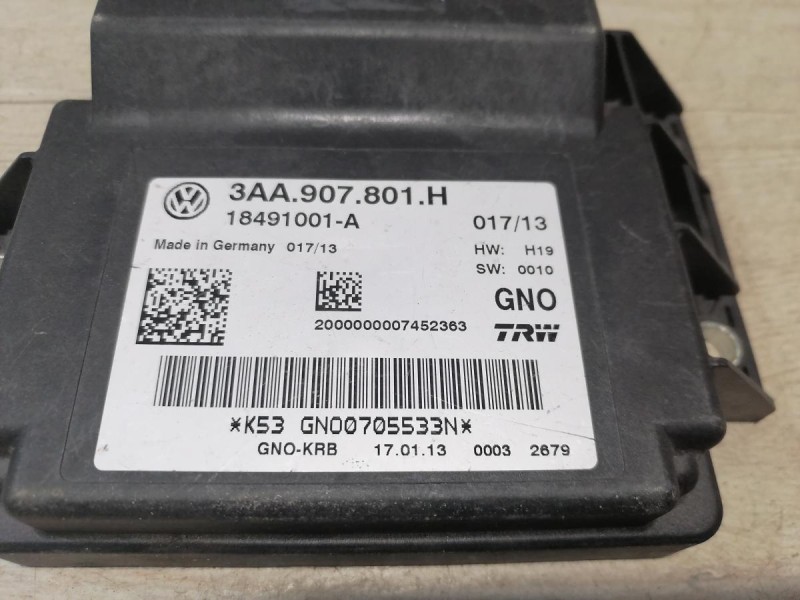 3AA.907.801.H
18491001-A 017/13
Made in Germany 017/13 HW: H19
SW: 0010
GNO
2000000007452363 TRW
*K53 GNO0705533N*
GNO-KRB 17.01.13 0003 2679